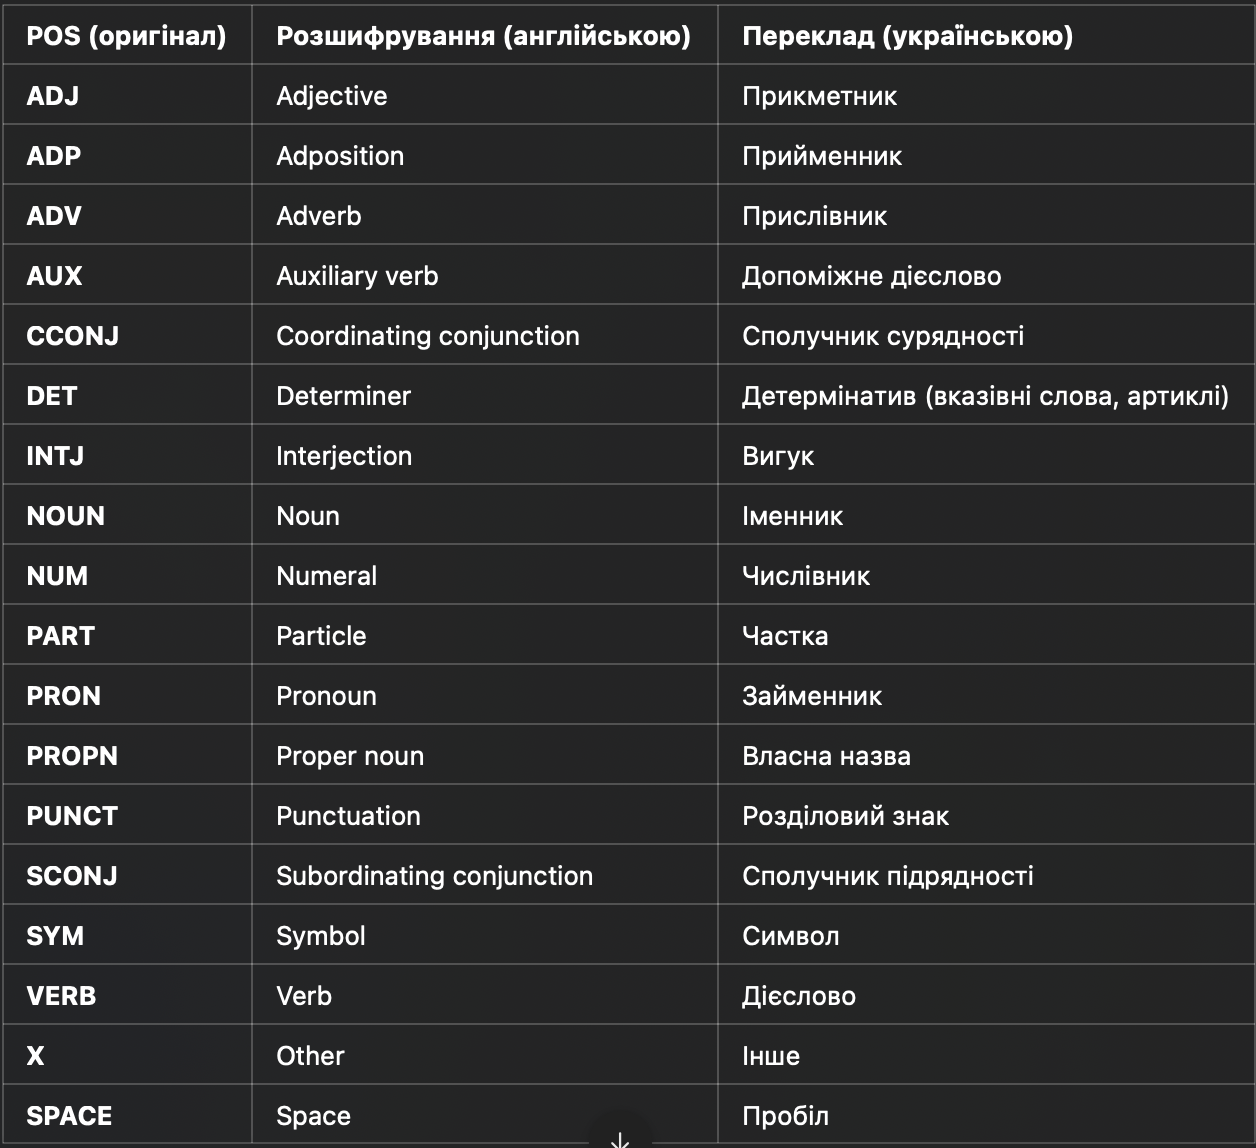 POS (оригінал) Розшифрування (англійською) Переклад (українською)
ADJ Adjective Прикметник
ADP Adposition Прийменник
ADV Adverb Прислівник
AUX Auxiliary verb Допоміжне дієслово
CCONJ Coordinating conjunction Сполучник сурядності
DET Determiner Детермінатив (вказівні слова, артиклі)
INTJ Interjection Вигук
NOUN Noun Іменник
NUM Numeral Числівник
PART Particle Частка
PRON Pronoun Займенник
PROPN Proper noun Власна назва
PUNCT Punctuation Розділовий знак
SCONJ Subordinating conjunction Сполучник підрядності
SYM Symbol Символ
VERB Verb Дієслово
X Other Інше
SPACE Space Пробіл